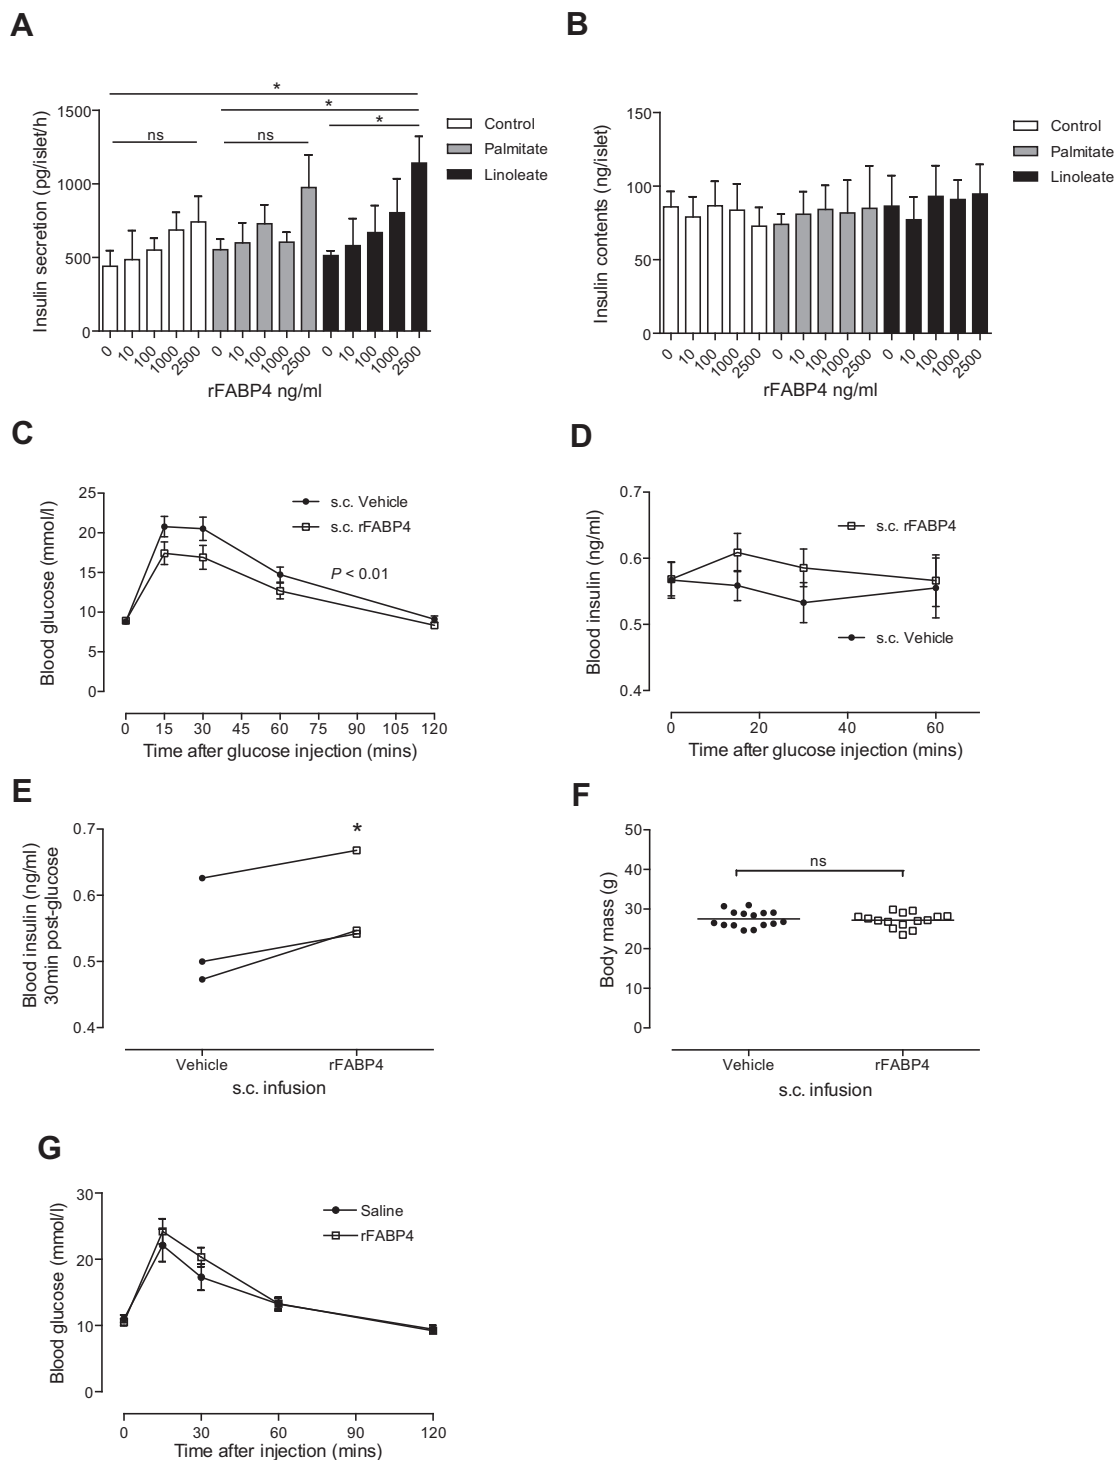 A
B
* 
*
*
ns
ns
1500
1000
500
0
Insulin secretion (pg/islet/h)
Control
Palmitate
Linoleate
0 10 100 1000 2500 0 10 100 1000 2500 0 10 100 1000 2500
rFABP4 ng/ml
150
100
50
0
Insulin contents (ng/islet)
Control
Palmitate
Linoleate
0 10 100 1000 2500 0 10 100 1000 2500 0 10 100 1000 2500
rFABP4 ng/ml
C
D
25
20
15
10
5
0
Blood glucose (mmol/l)
s.c. Vehicle
s.c. rFABP4
P < 0.01
0 15 30 45 60 75 90 105 120
Time after glucose injection (mins)
0.7
0.6
0.5
0.4
Blood insulin (ng/ml)
s.c. rFABP4
s.c. Vehicle
0 20 40 60
Time after glucose injection (mins)
E
F
0.7
0.6
0.5
0.4
Blood insulin (ng/ml)
30min post-glucose
*
Vehicle rFABP4
s.c. infusion
50
40
30
20
10
0
Body mass (g)
ns
Vehicle rFABP4
s.c. infusion
G
30
20
10
0
Blood glucose (mmol/l)
Saline
rFABP4
0 30 60 90 120
Time after injection (mins)